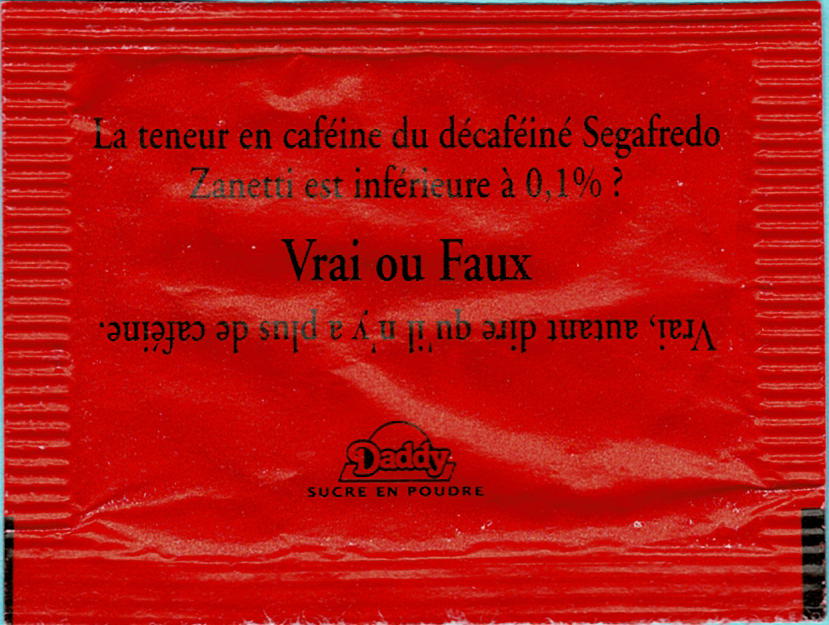 La teneur en caféine du décaféiné Segafredo
Zanetti est inférieure à 0,1% ?
Vrai ou Faux
Vrai, autant dire qu'il n'y a plus de caféine.
Daddy
SUCRE EN POUDRE